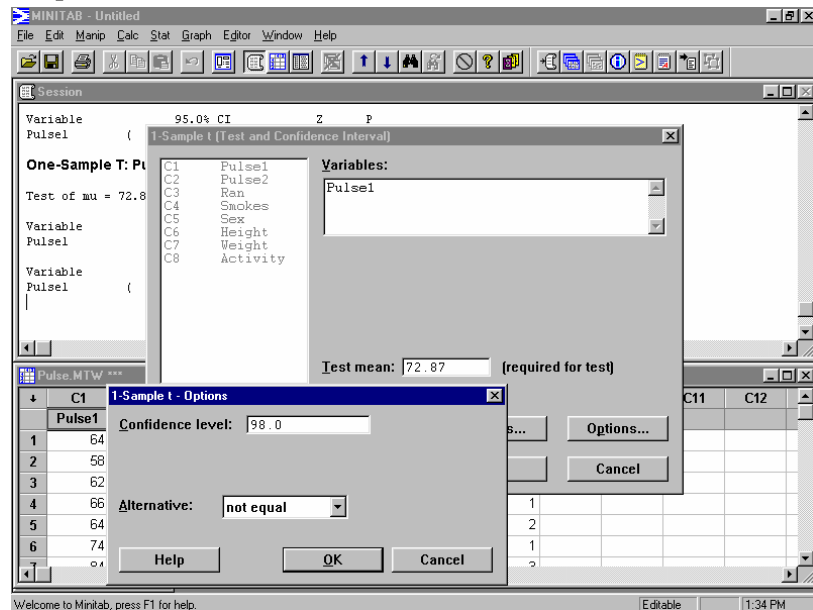 MINITAB - Untitled
File Edit Manip Calc Stat Graph Editor Window Help
Session
Variable 95.0% CI Z P
Pulse1 (
One-Sample T: Pu
Test of mu = 72.8
Variable
Pulse1
Variable
Pulse1 (
1-Sample t (Test and Confidence Interval)
C1 Pulse1
C2 Pulse2
C3 Ran
C4 Smokes
C5 Sex
C6 Height
C7 Weight
C8 Activity
Variables:
Pulse1
Test mean: 72.87 (required for test)
s... Options...
Cancel
Pulse.MTW ***
C1 C11 C12
Pulse1
1 64
2 58
3 62
4 66 1
5 64 2
6 74 1
7
1-Sample t - Options
Confidence level: 98.0
Alternative: not equal
Help OK Cancel
Welcome to Minitab, press F1 for help. Editable 1:34 PM